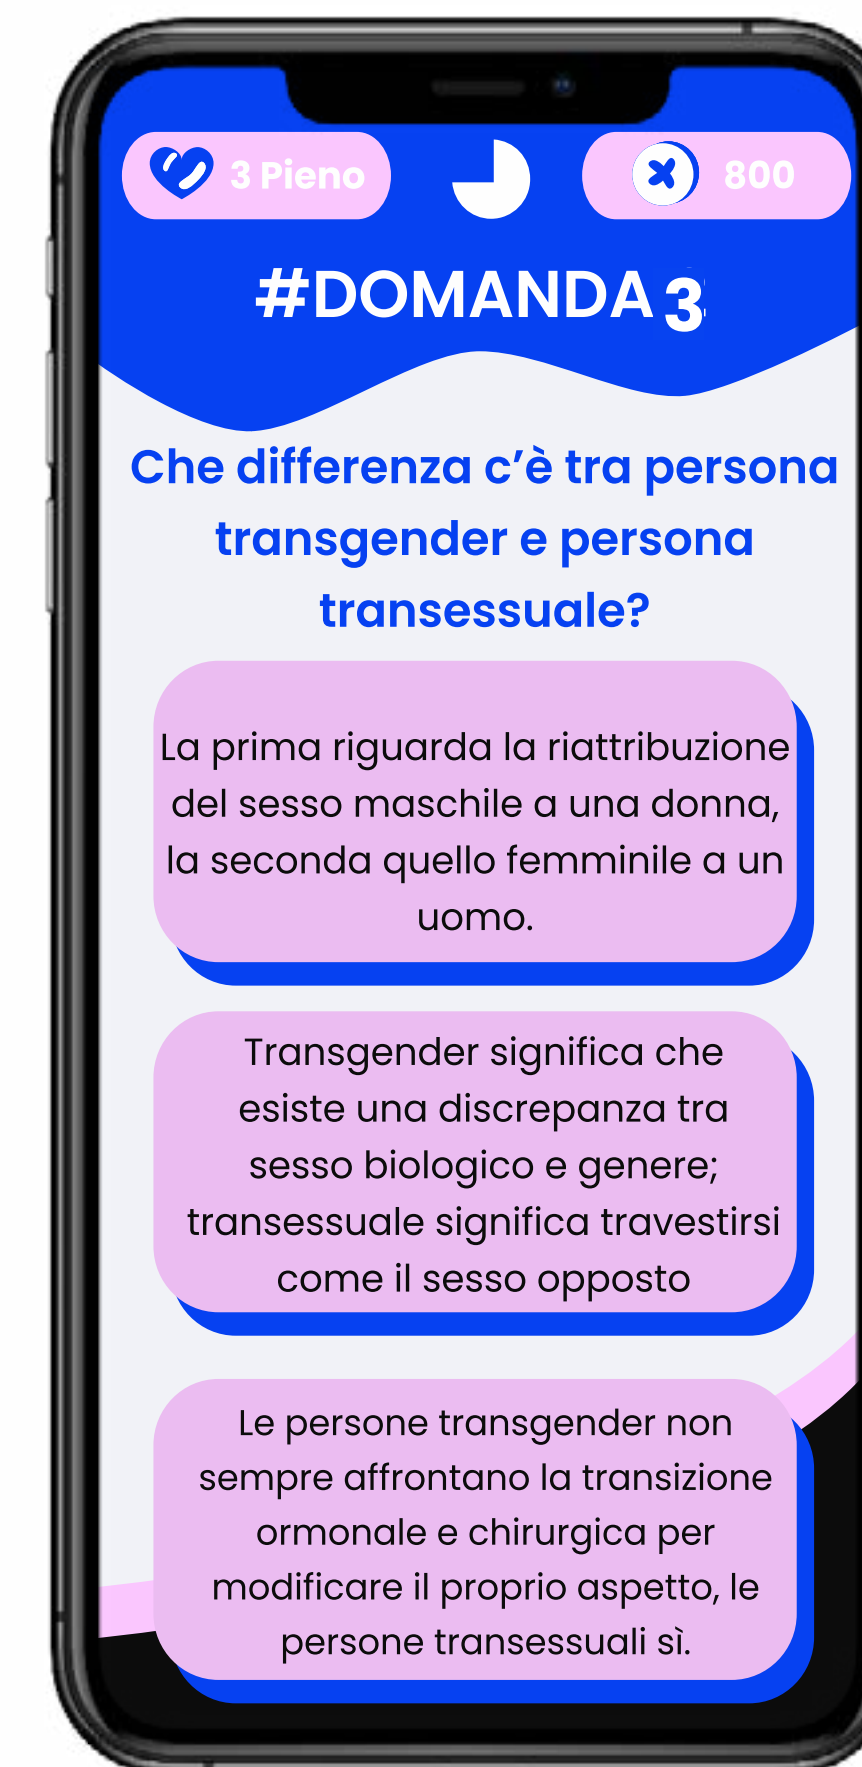 3 Pieno
800
#DOMANDA 3
Che differenza c’è tra persona
transgender e persona
transessuale?
La prima riguarda la riattribuzione
del sesso maschile a una donna,
la seconda quello femminile a un
uomo.
Transgender significa che
esiste una discrepanza tra
sesso biologico e genere;
transessuale significa travestirsi
come il sesso opposto
Le persone transgender non
sempre affrontano la transizione
ormonale e chirurgica per
modificare il proprio aspetto, le
persone transessuali sì.